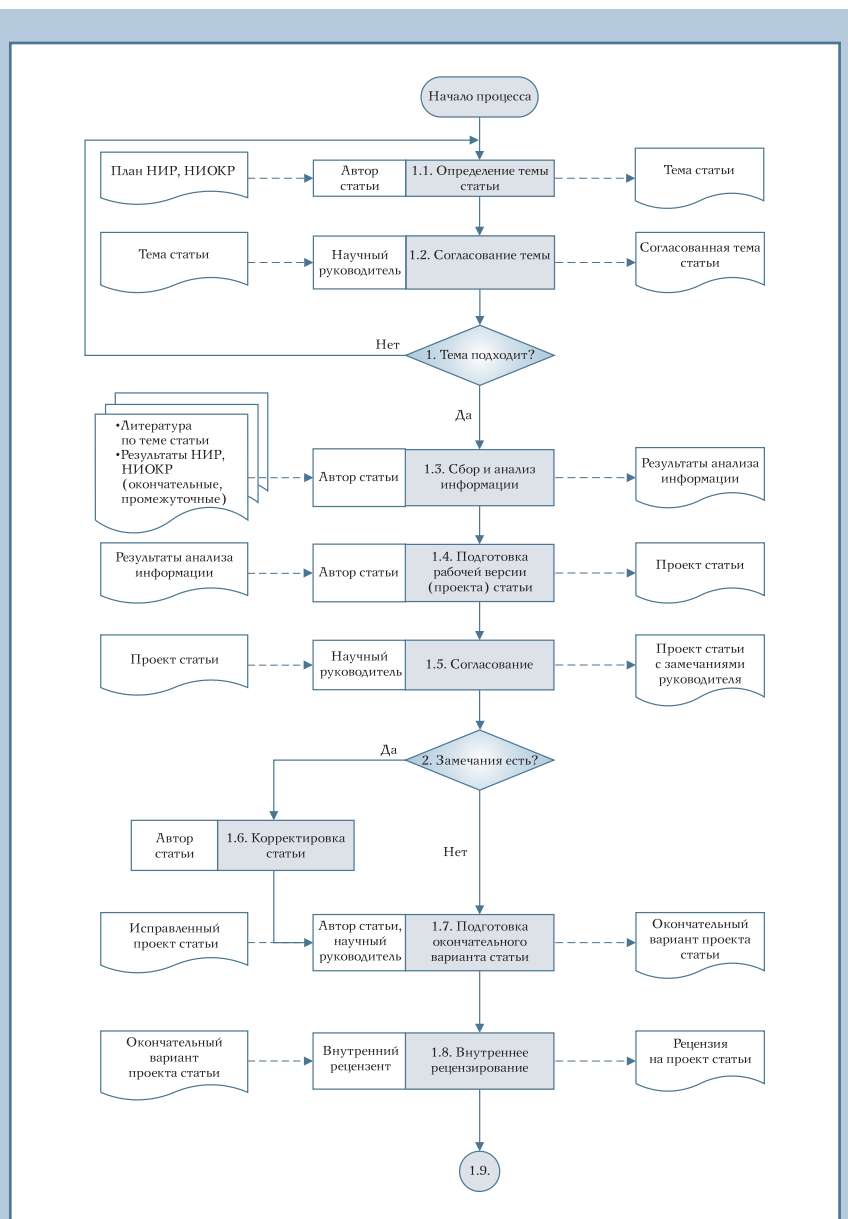 Начало процесса
План НИР, НИОКР
Автор
статьи
1.1. Определение темы
статьи
Тема статьи
Тема статьи
Научный
руководитель
1.2. Согласование темы
Согласованная тема
статьи
Нет
1. Тема подходит?
Да
•Литература
по теме статьи
•Результаты НИР,
НИОКР
(окончательные,
промежуточные)
Автор статьи
1.3. Сбор и анализ
информации
Результаты анализа
информации
Результаты анализа
информации
Автор статьи
1.4. Подготовка
рабочей версии
(проекта) статьи
Проект статьи
Проект статьи
Научный
руководитель
1.5. Согласование
Проект статьи
с замечаниями
руководителя
Да
2. Замечания есть?
Автор
статьи
1.6. Корректировка
статьи
Нет
Исправленный
проект статьи
Автор статьи,
научный
руководитель
1.7. Подготовка
окончательного
варианта статьи
Окончательный
вариант проекта
статьи
Окончательный
вариант
проекта статьи
Внутренний
рецензент
1.8. Внутреннее
рецензирование
Рецензия
на проект статьи
1.9.